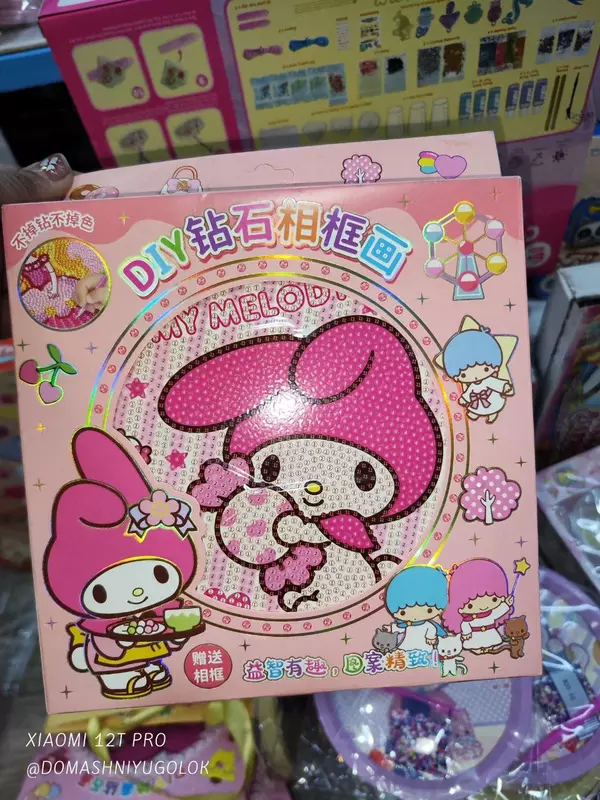 不掉钻不掉色
DIY钻石相框画
MY MELODY
赠送
相框
益智有趣，图案精致！
XIAOMI 12T PRO
@DOMASHNIYUGOLOK